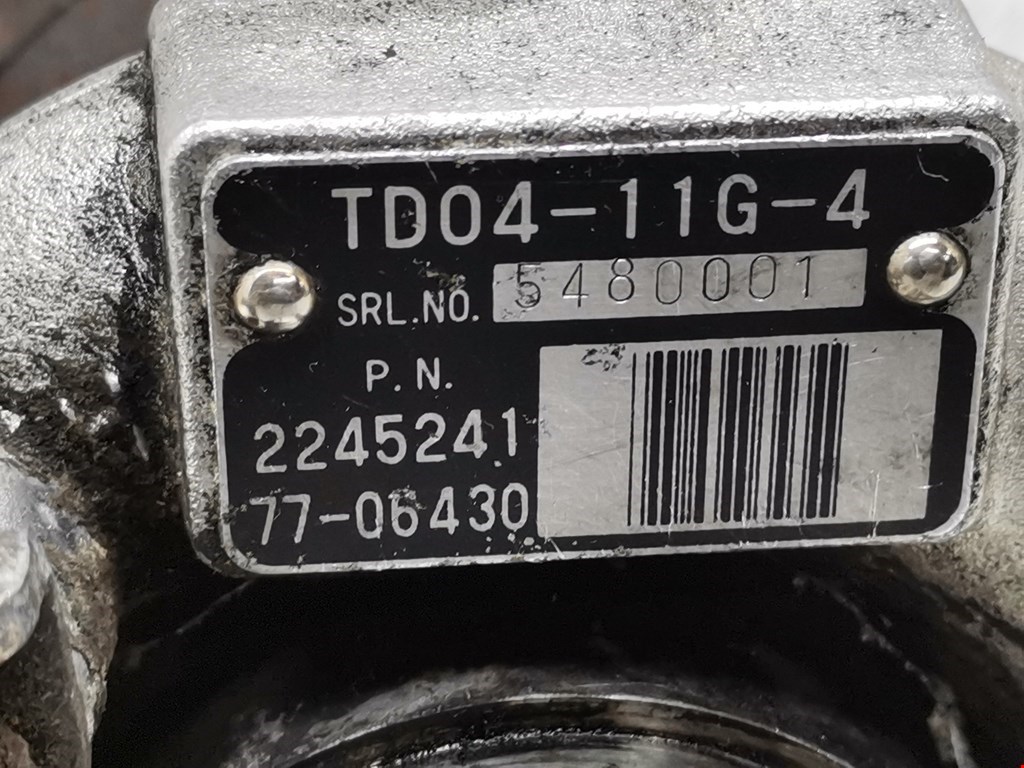 TD04-11G-4
SRL.NO. 5480001
P. N.
2245241
77-06430